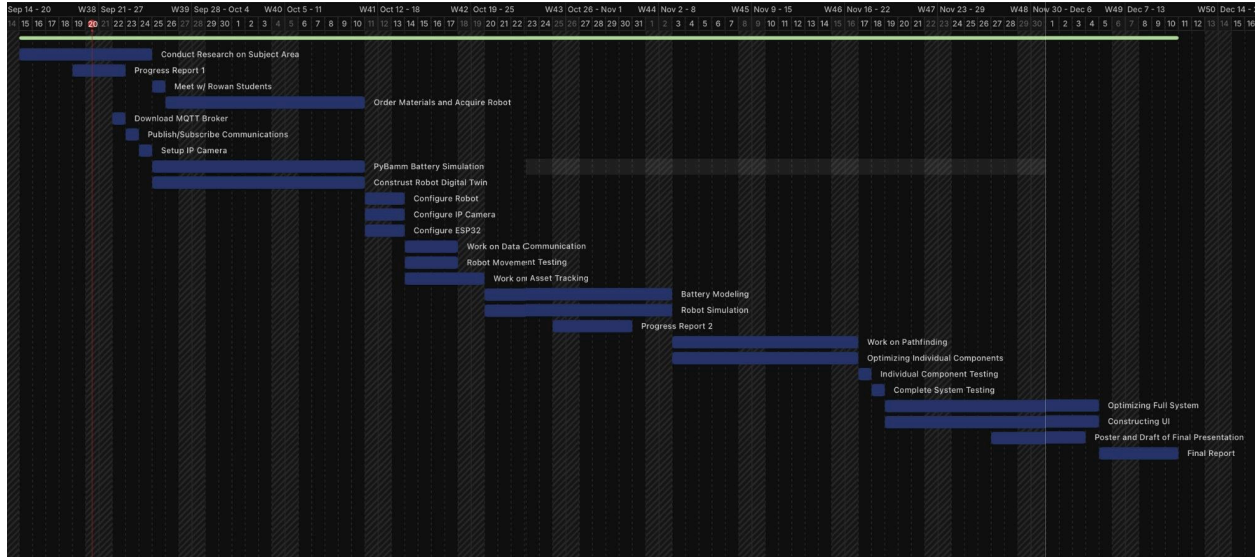 Sep 14 - 20 W38 Sep 21 - 27 W39 Sep 28 - Oct 4 W40 Oct 5 - 11 W41 Oct 12 - 18 W42 Oct 19 - 25 W43 Oct 26 - Nov 1 W44 Nov 2 - 8 W45 Nov 9 - 15 W46 Nov 16 - 22 W47 Nov 23 - 29 W48 Nov 30 - Dec 6 W49 Dec 7 - 13 W50 Dec 14 -
14 15 16 17 18 19 20 21 22 23 24 25 26 27 28 29 30 1 2 3 4 5 6 7 8 9 10 11 12 13 14 15 16 17 18 19 20 21 22 23 24 25 26 27 28 29 30 31 1 2 3 4 5 6 7 8 9 10 11 12 13 14 15 16 17 18 19 20 21 22 23 24 25 26 27 28 29 30 1 2 3 4 5 6 7 8 9 10 11 12 13 14 15 16
Conduct Research on Subject Area
Progress Report 1
Meet w/ Rowan Students
Order Materials and Acquire Robot
Download MQTT Broker
Publish/Subscribe Communications
Setup IP Camera
PyBamm Battery Simulation
Construst Robot Digital Twin
Configure Robot
Configure IP Camera
Configure ESP32
Work on Data Communication
Robot Movement Testing
Work on Asset Tracking
Battery Modeling
Robot Simulation
Progress Report 2
Work on Pathfinding
Optimizing Individual Components
Individual Component Testing
Complete System Testing
Optimizing Full System
Constructing UI
Poster and Draft of Final Presentation
Final Report